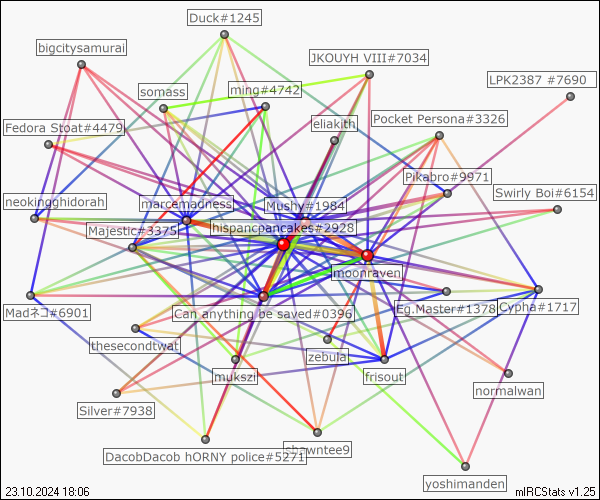 Duck#1245
bigcitysamurai
JKOUYH VIII#7034
LPK2387 #7690
somass
ming#4742
Fedora Stoat#4479
eliakith
Pocket Persona#3326
Pikabro#9971
Swirly Boi#6154
neokingghidorah
marcemadness
Mushy#1984
Majestic#3375
hispancpancakes#2928
moonraven
Madネコ#6901
Can anything be saved#0396
Eg.Master#1378
Cypha#1717
thesecondtwat
zebula
mukszi
frisout
normalwan
Silver#7938
shawntee9
DacobDacob hORNY police#5271
yoshimanden
23.10.2024 18:06
mIRCStats v1.25